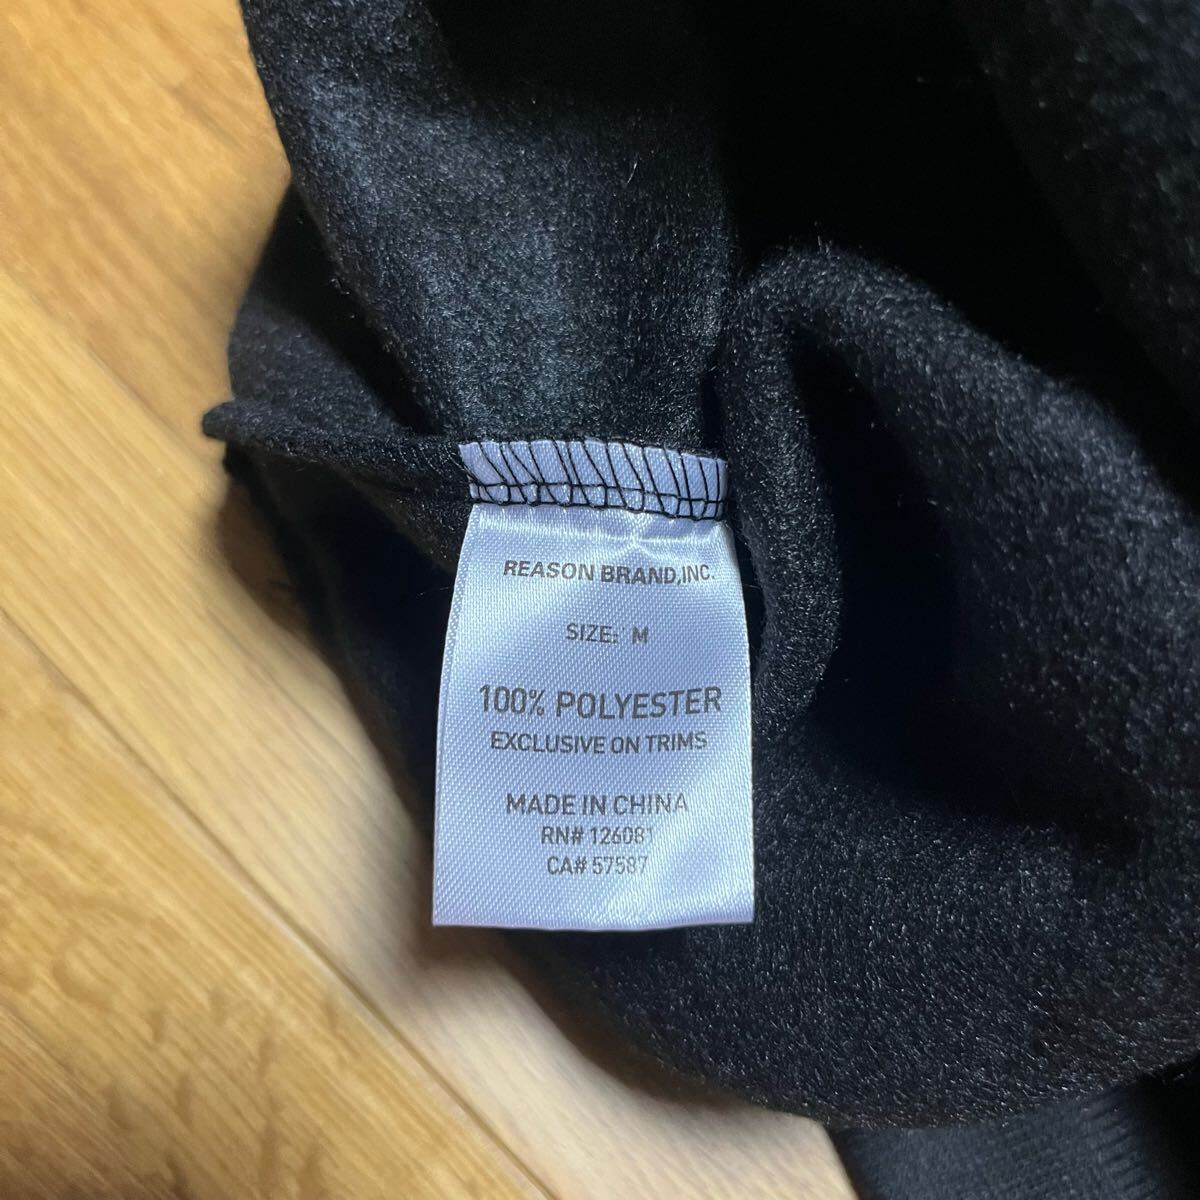 REASON BRAND,INC.
SIZE: M
100% POLYESTER
EXCLUSIVE ON TRIMS
MADE IN CHINA
RN# 126081
CA# 57587